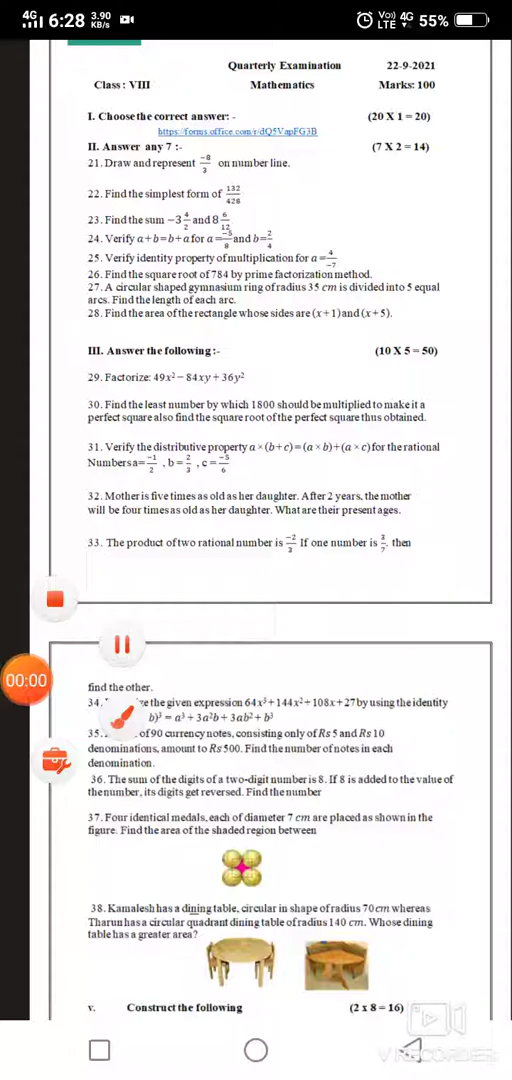 4G 6:28 3.90 KB/s Vo) 4G 55%
Quarterly Examination 22-9-2021
Class : VIII Mathematics Marks: 100
I. Choose the correct answer: - (20 X 1 = 20)
https://forms.office.com/r/dQ5VapFG3B
II. Answer any 7 :- (7 X 2 = 14)
21. Draw and represent -8/3 on number line.
22. Find the simplest form of 132/428
23. Find the sum −3 4/2 and 8 6/12
24. Verify a+b=b+a for a=-5/8 and b=2/4
25. Verify identity property of multiplication for a=4/-7
26. Find the square root of 784 by prime factorization method.
27. A circular shaped gymnasium ring of radius 35 cm is divided into 5 equal
arcs. Find the length of each arc.
28. Find the area of the rectangle whose sides are (x+1) and (x+5).
III. Answer the following :- (10 X 5 = 50)
29. Factorize: 49x² − 84xy + 36y²
30. Find the least number by which 1800 should be multiplied to make it a
perfect square also find the square root of the perfect square thus obtained.
31. Verify the distributive property a × (b+c) = (a × b) + (a × c) for the rational
Numbers a=-1/2 , b=2/3 , c=-5/6
32. Mother is five times as old as her daughter. After 2 years, the mother
will be four times as old as her daughter. What are their present ages.
33. The product of two rational number is -2/3 If one number is 3/7, then
00:00
find the other.
34. ze the given expression 64x³ + 144x² + 108x + 27 by using the identity
b)³ = a³ + 3a²b + 3ab² + b³
35. of 90 currency notes, consisting only of Rs 5 and Rs 10
denominations, amount to Rs 500. Find the number of notes in each
denomination.
36. The sum of the digits of a two-digit number is 8. If 8 is added to the value of
the number, its digits get reversed. Find the number
37. Four identical medals, each of diameter 7 cm are placed as shown in the
figure. Find the area of the shaded region between
38. Kamalesh has a dining table, circular in shape of radius 70 cm whereas
Tharun has a circular quadrant dining table of radius 140 cm. Whose dining
table has a greater area?
v. Construct the following (2 x 8 = 16)
V RECORDER